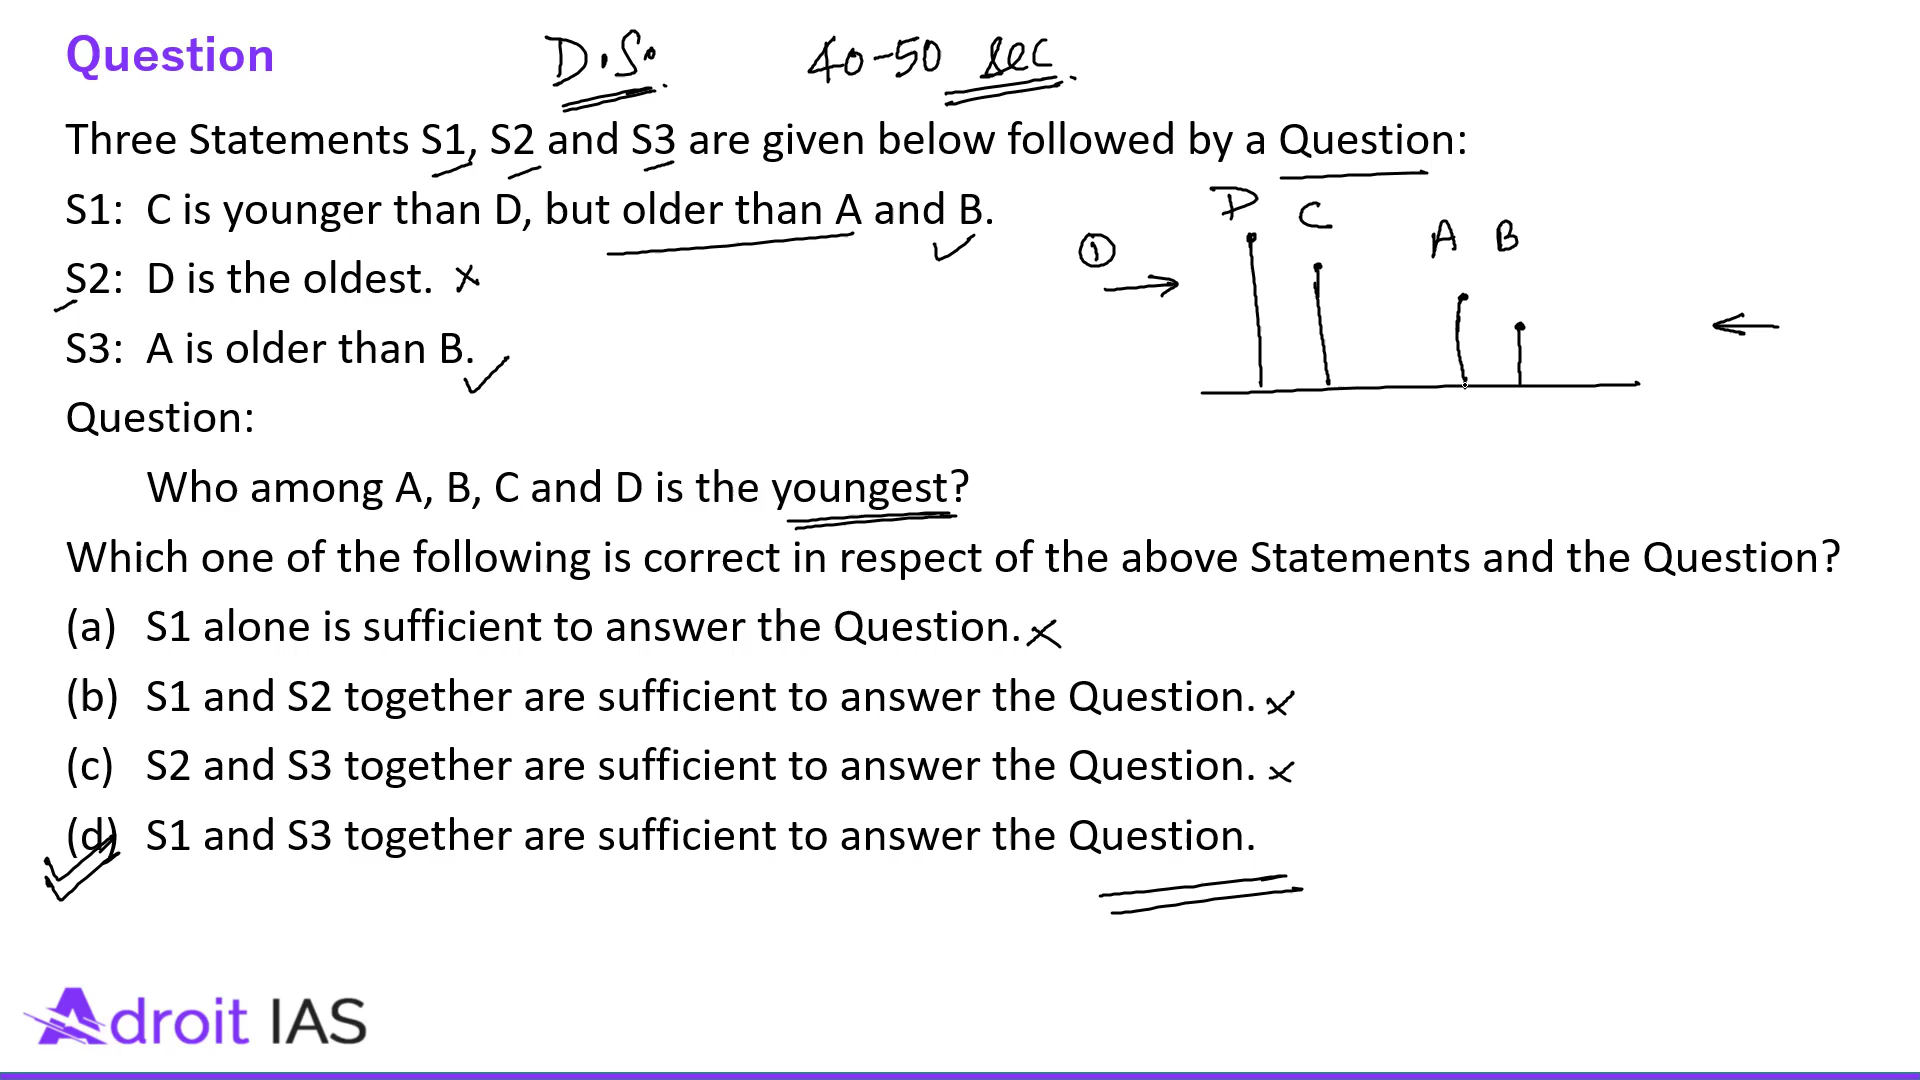 Question D.S. 40-50 sec.
Three Statements S1, S2 and S3 are given below followed by a Question:
S1: C is younger than D, but older than A and B.
S2: D is the oldest.
S3: A is older than B.
① D C A B
Question:
Who among A, B, C and D is the youngest?
Which one of the following is correct in respect of the above Statements and the Question?
(a) S1 alone is sufficient to answer the Question.
(b) S1 and S2 together are sufficient to answer the Question.
(c) S2 and S3 together are sufficient to answer the Question.
(d) S1 and S3 together are sufficient to answer the Question.
Adroit IAS